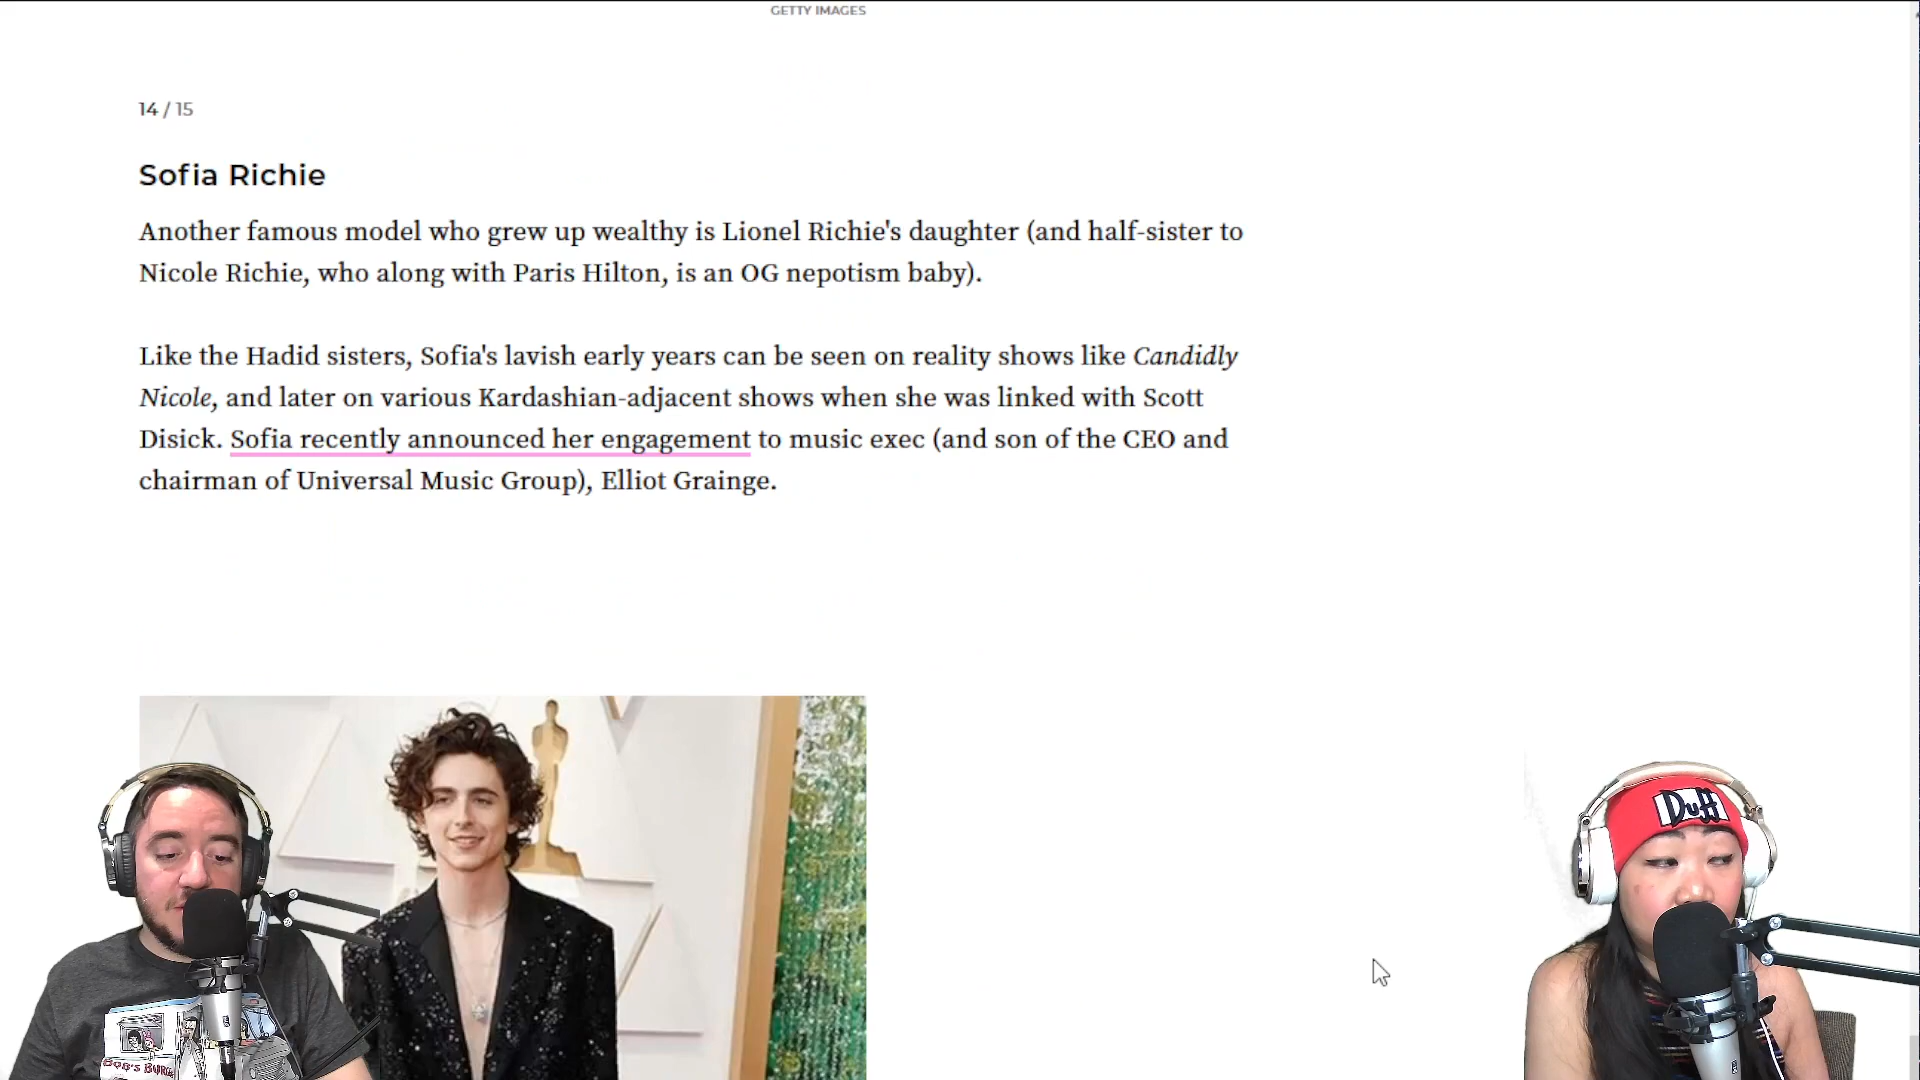 GETTY IMAGES
14 / 15
Sofia Richie
Another famous model who grew up wealthy is Lionel Richie's daughter (and half-sister to
Nicole Richie, who along with Paris Hilton, is an OG nepotism baby).
Like the Hadid sisters, Sofia's lavish early years can be seen on reality shows like Candidly
Nicole, and later on various Kardashian-adjacent shows when she was linked with Scott
Disick. Sofia recently announced her engagement to music exec (and son of the CEO and
chairman of Universal Music Group), Elliot Grainge.
Duff
BOB'S BURG